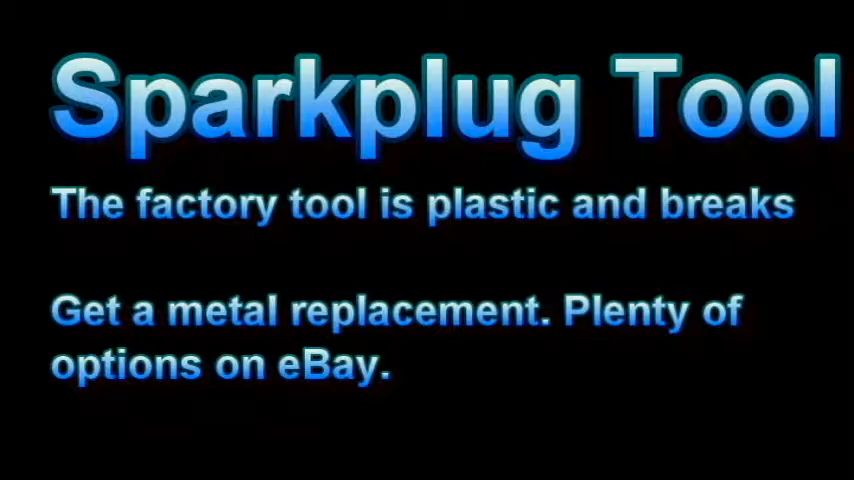 Sparkplug Tool
The factory tool is plastic and breaks
Get a metal replacement. Plenty of
options on eBay.